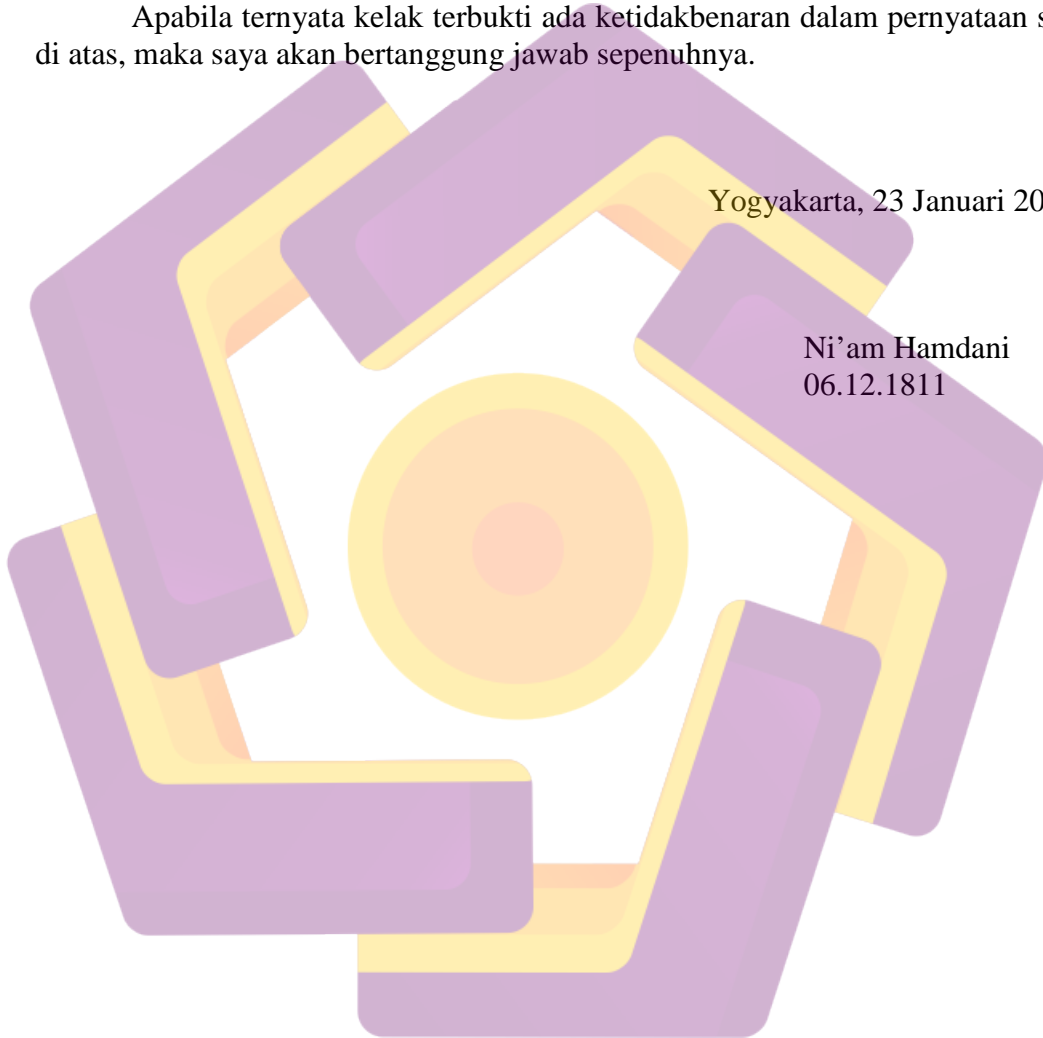 Apabila ternyata kelak terbukti ada ketidakbenaran dalam pernyataan
di atas, maka saya akan bertanggung jawab sepenuhnya.
Yogyakarta, 23 Januari 20
Ni’am Hamdani
06.12.1811